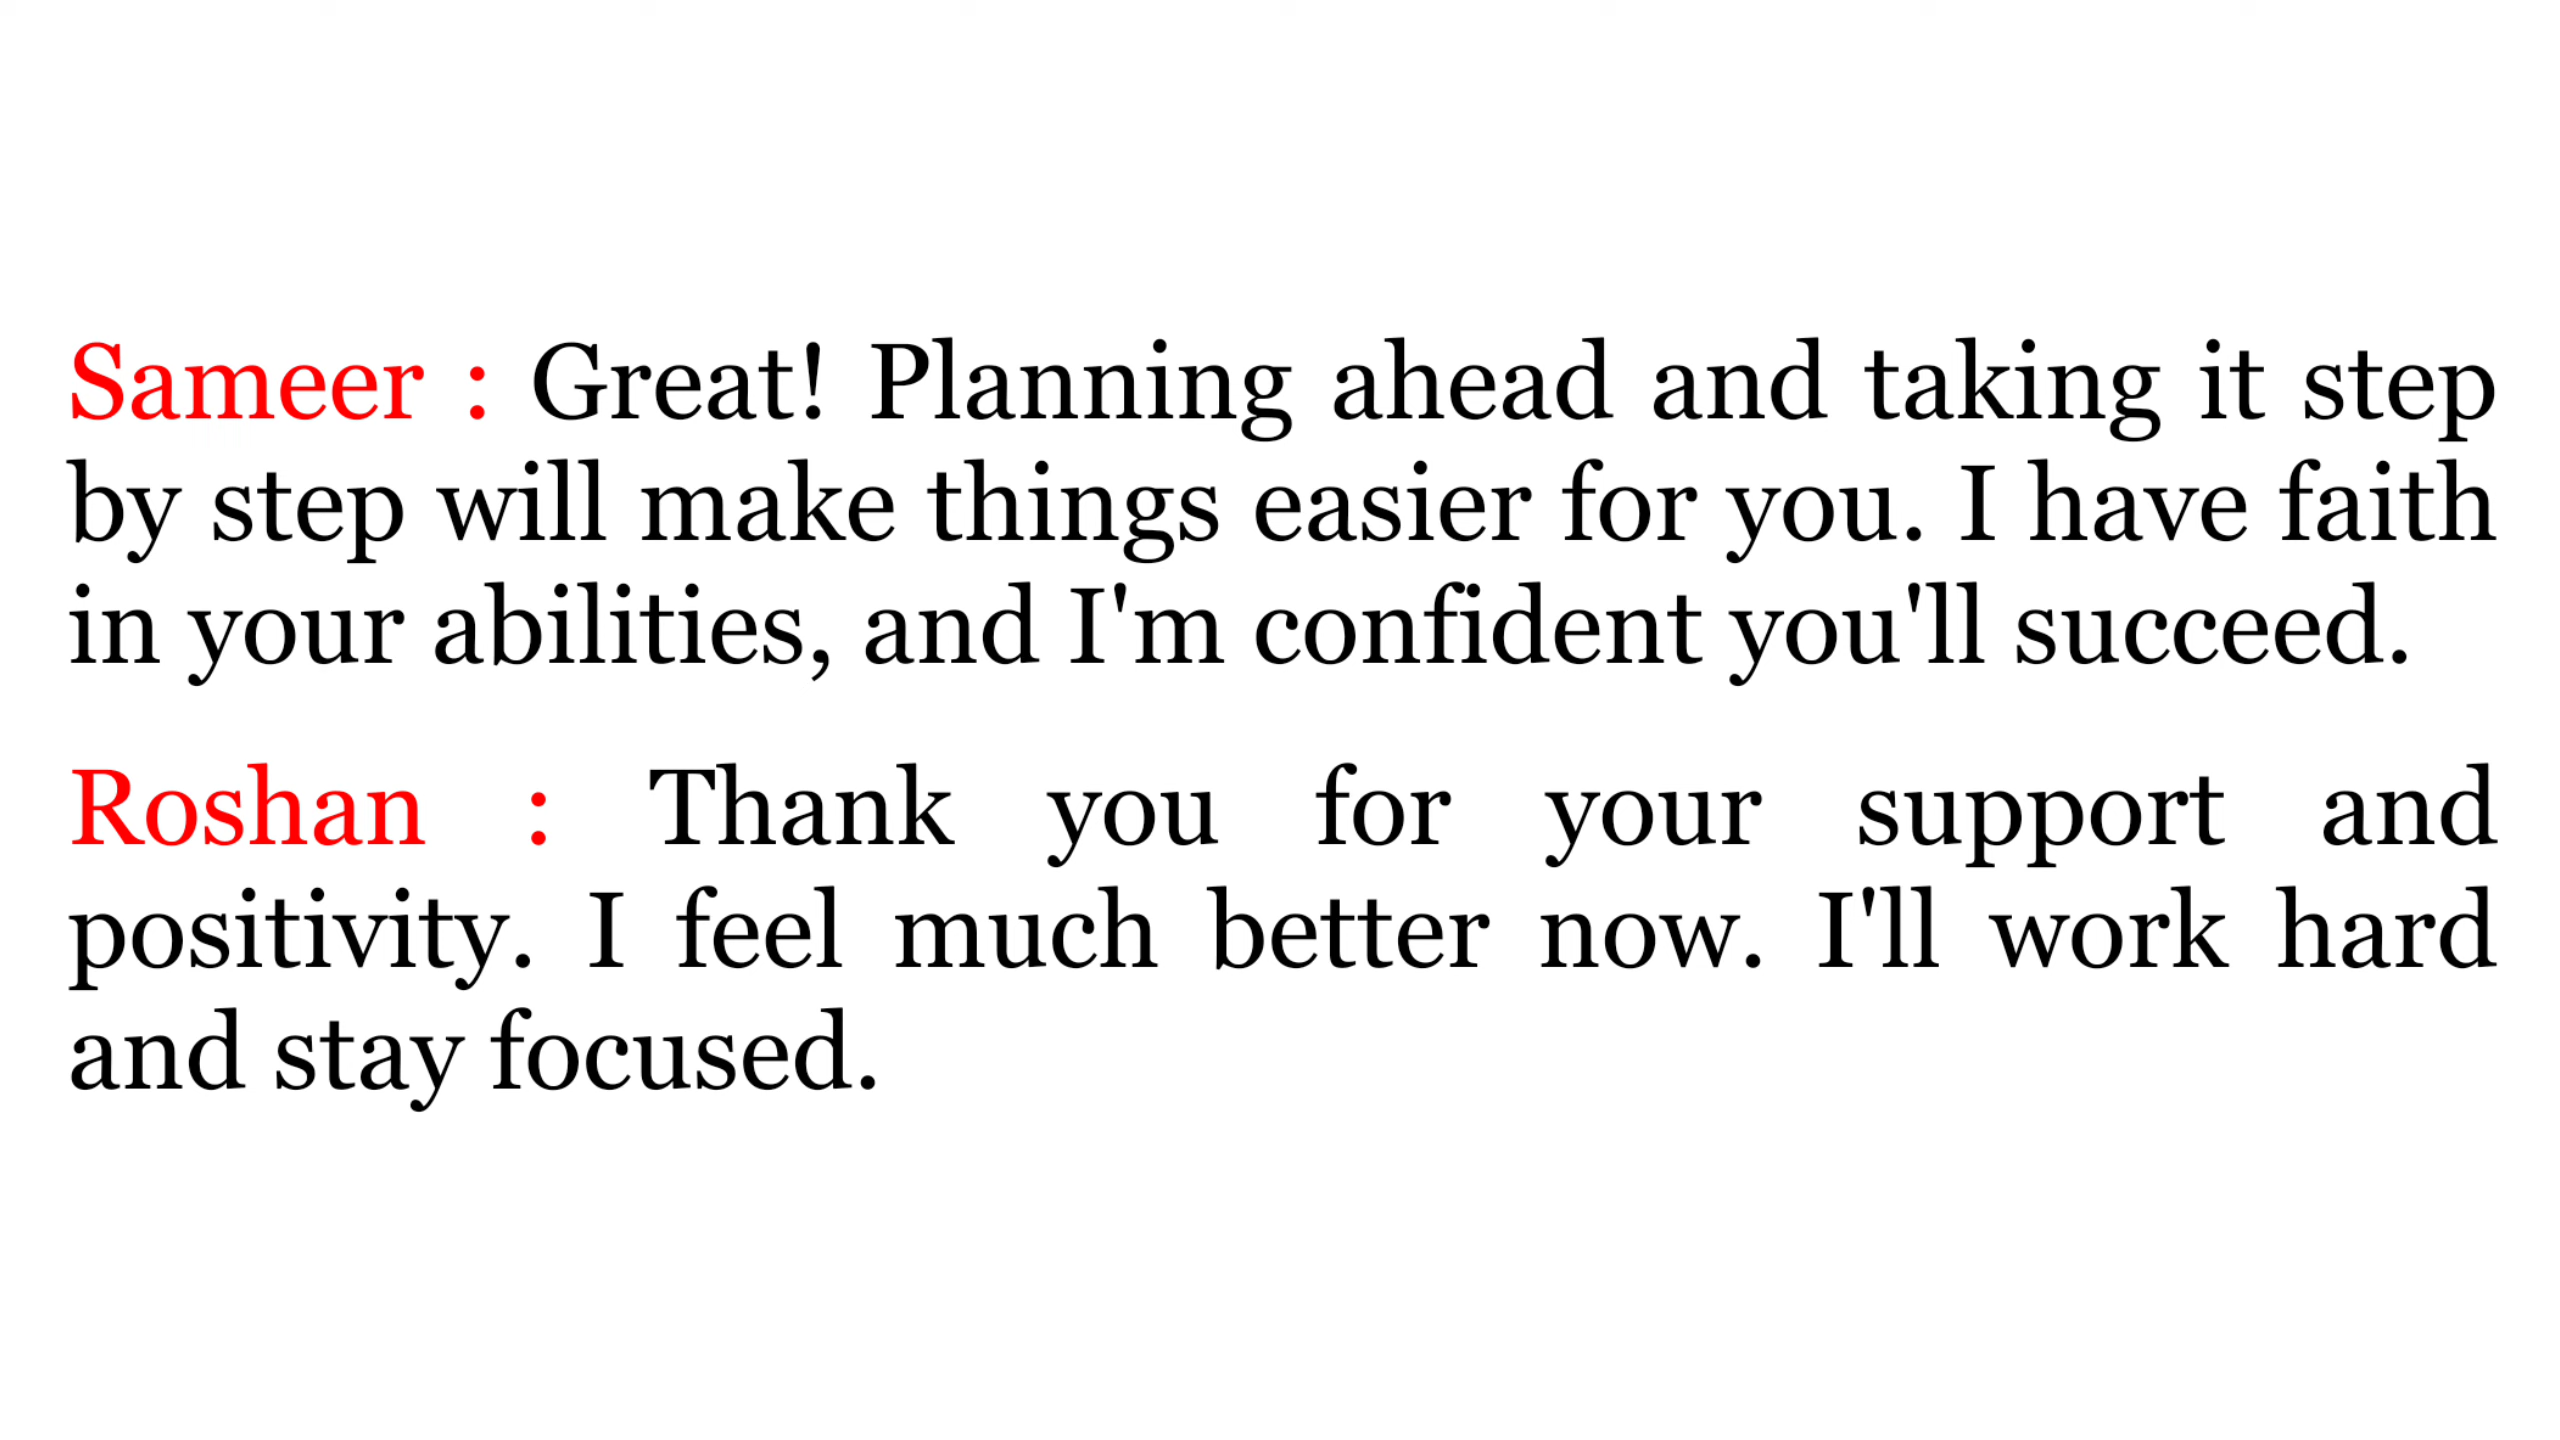 Sameer : Great! Planning ahead and taking it step
by step will make things easier for you. I have faith
in your abilities, and I'm confident you'll succeed.
Roshan : Thank you for your support and
positivity. I feel much better now. I'll work hard
and stay focused.